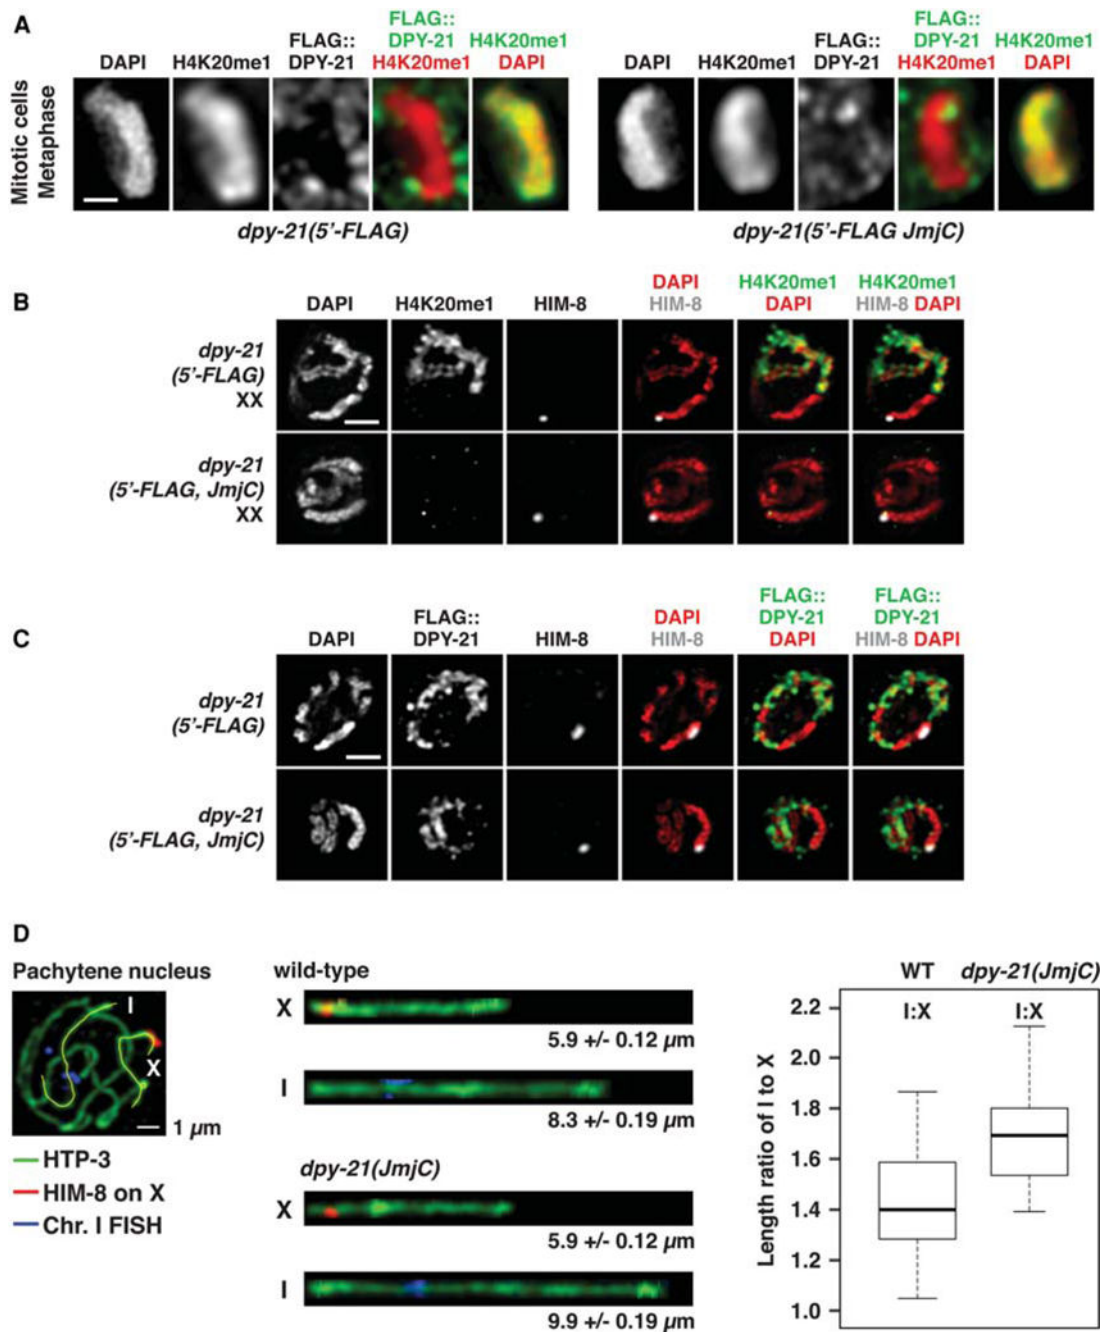 A
DAPI H4K20me1 FLAG:: DPY-21 FLAG:: DPY-21 H4K20me1 H4K20me1 DAPI
DAPI H4K20me1 FLAG:: DPY-21 FLAG:: DPY-21 H4K20me1 H4K20me1 DAPI
Mitotic cells
Metaphase
dpy-21(5'-FLAG)
dpy-21(5'-FLAG JmjC)
B
DAPI H4K20me1 HIM-8 DAPI HIM-8 H4K20me1 DAPI H4K20me1 HIM-8 DAPI
dpy-21
(5'-FLAG)
XX
dpy-21
(5'-FLAG, JmjC)
XX
C
DAPI FLAG:: DPY-21 HIM-8 DAPI HIM-8 FLAG:: DPY-21 DAPI FLAG:: DPY-21 HIM-8 DAPI
dpy-21
(5'-FLAG)
dpy-21
(5'-FLAG, JmjC)
D
Pachytene nucleus
I
X
1 µm
HTP-3
HIM-8 on X
Chr. I FISH
wild-type
X
5.9 +/- 0.12 µm
I
8.3 +/- 0.19 µm
dpy-21(JmjC)
X
5.9 +/- 0.12 µm
I
9.9 +/- 0.19 µm
WT dpy-21(JmjC)
I:X I:X
Length ratio of I to X
2.2
2.0
1.8
1.6
1.4
1.2
1.0